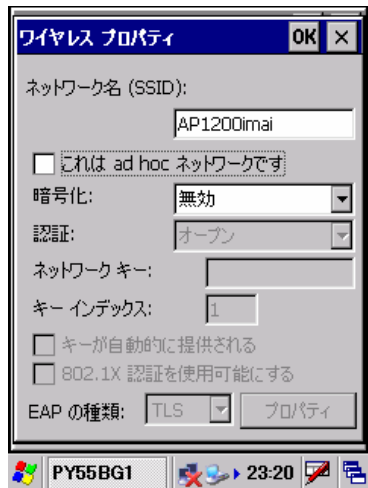 ワイヤレス プロパティ OK ×
ネットワーク名 (SSID):
AP1200imai
これは ad hoc ネットワークです
暗号化: 無効
認証: オープン
ネットワーク キー:
キー インデックス: 1
キーが自動的に提供される
802.1X 認証を使用可能にする
EAP の種類: TLS プロパティ
PY55BG1 23:20